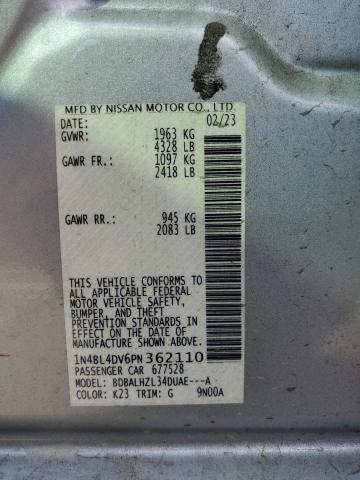 MFD BY NISSAN MOTOR CO., LTD.
DATE: 02/23
GVWR: 1963 KG
4328 LB
GAWR FR.: 1097 KG
2418 LB
GAWR RR.: 945 KG
2083 LB
THIS VEHICLE CONFORMS TO
ALL APPLICABLE FEDERAL
MOTOR VEHICLE SAFETY,
BUMPER, AND THEFT
PREVENTION STANDARDS IN
EFFECT ON THE DATE OF
MANUFACTURE SHOWN ABOVE.
1N4BL4DV6PN362110
PASSENGER CAR 677528
MODEL: BDBALHZL34DUAE---A
COLOR: K23 TRIM: G 9N00A